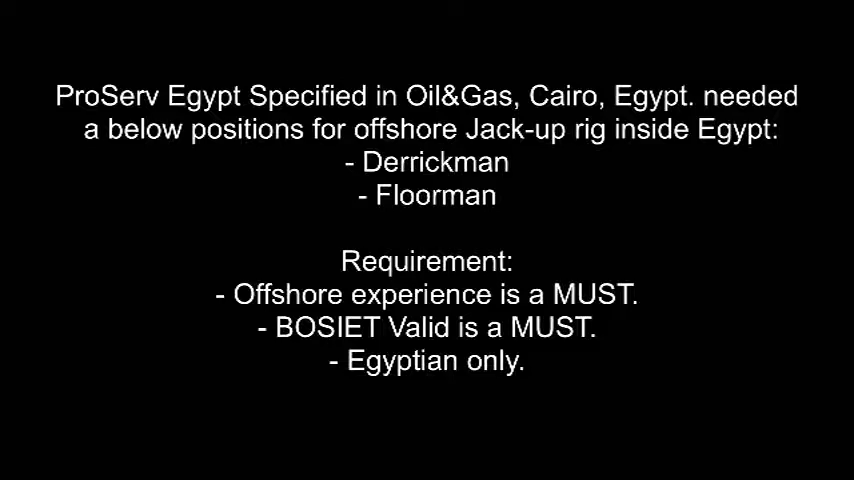 ProServ Egypt Specified in Oil&Gas, Cairo, Egypt. needed
a below positions for offshore Jack-up rig inside Egypt:
- Derrickman
- Floorman
Requirement:
- Offshore experience is a MUST.
- BOSIET Valid is a MUST.
- Egyptian only.